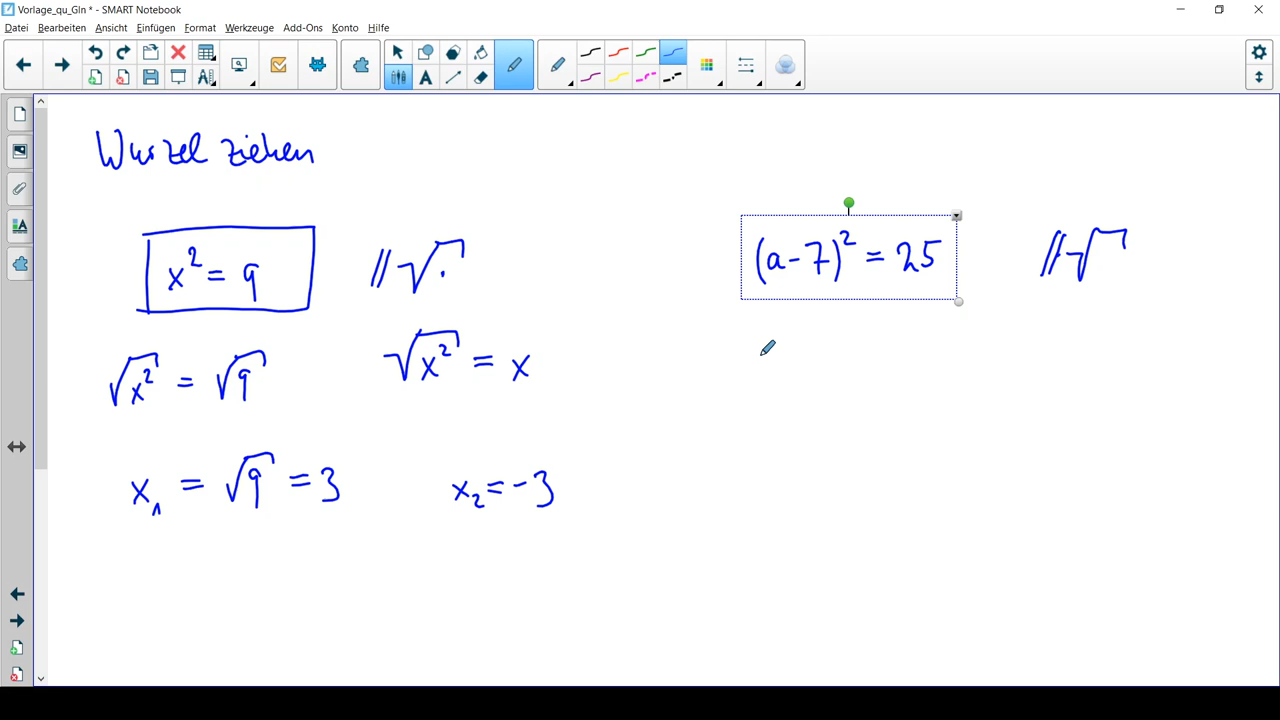 Vorlage_qu_Gln * - SMART Notebook
Datei Bearbeiten Ansicht Einfügen Format Werkzeuge Add-Ons Konto Hilfe
Wurzel ziehen
x² = 9 // √.
√x² = √9 √x² = x
x₁ = √9 = 3 x₂ = -3
(a-7)² = 25 // √